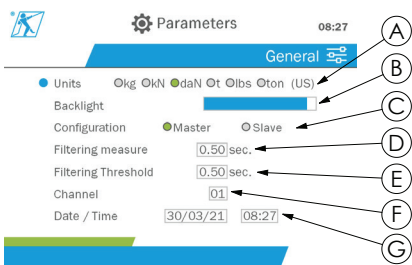 Parameters 08:27
General
Units kg kN daN t lbs ton (US) A
Backlight B
Configuration Master Slave C
Filtering measure 0.50 sec. D
Filtering Threshold 0.50 sec. E
Channel 01 F
Date / Time 30/03/21 08:27 G